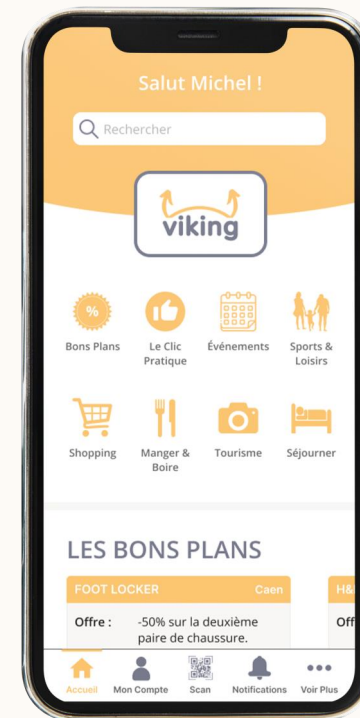 Salut Michel !
Rechercher
viking
%
Bons Plans
Le Clic
Pratique
Événements
Sports &
Loisirs
Shopping
Manger &
Boire
Tourisme
Séjourner
LES BONS PLANS
FOOT LOCKER Caen
H&
Offre : -50% sur la deuxième
paire de chaussure.
Off
Accueil
Mon Compte
Scan
Notifications
Voir Plus